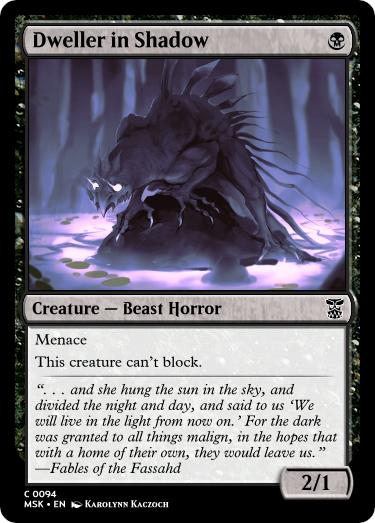 Dweller in Shadow
Creature — Beast Horror
Menace
This creature can't block.
“. . . and she hung the sun in the sky, and
divided the night and day, and said to us ‘We
will live in the light from now on.’ For the dark
was granted to all things malign, in the hopes that
with a home of their own, they would leave us.”
—Fables of the Fassahd
2/1
C 0094
MSK • EN Karolynn Kaczoch